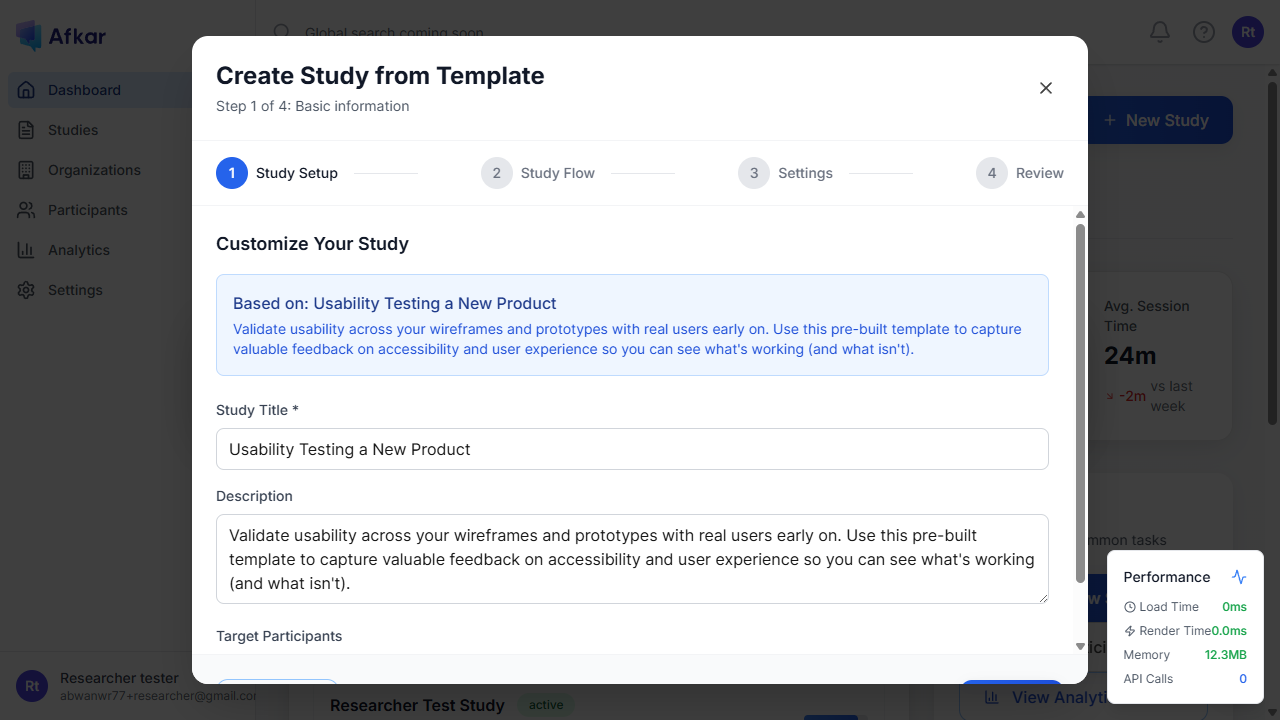 Afkar
Global search coming soon
Rt
Dashboard
Studies
Organizations
Participants
Analytics
Settings
New Study
Create Study from Template
Step 1 of 4: Basic information
1 Study Setup
2 Study Flow
3 Settings
4 Review
Customize Your Study
Based on: Usability Testing a New Product
Validate usability across your wireframes and prototypes with real users early on. Use this pre-built template to capture
valuable feedback on accessibility and user experience so you can see what's working (and what isn't).
Study Title *
Usability Testing a New Product
Description
Validate usability across your wireframes and prototypes with real users early on. Use this pre-built
template to capture valuable feedback on accessibility and user experience so you can see what's working
(and what isn't).
Target Participants
Avg. Session
Time
24m
-2m
vs last
week
mmon tasks
Performance
Load Time 0ms
Render Time 0.0ms
Memory 12.3MB
API Calls 0
Rt
Researcher tester
abwanwr77+researcher@gmail.co
Researcher Test Study
active
View Analyti